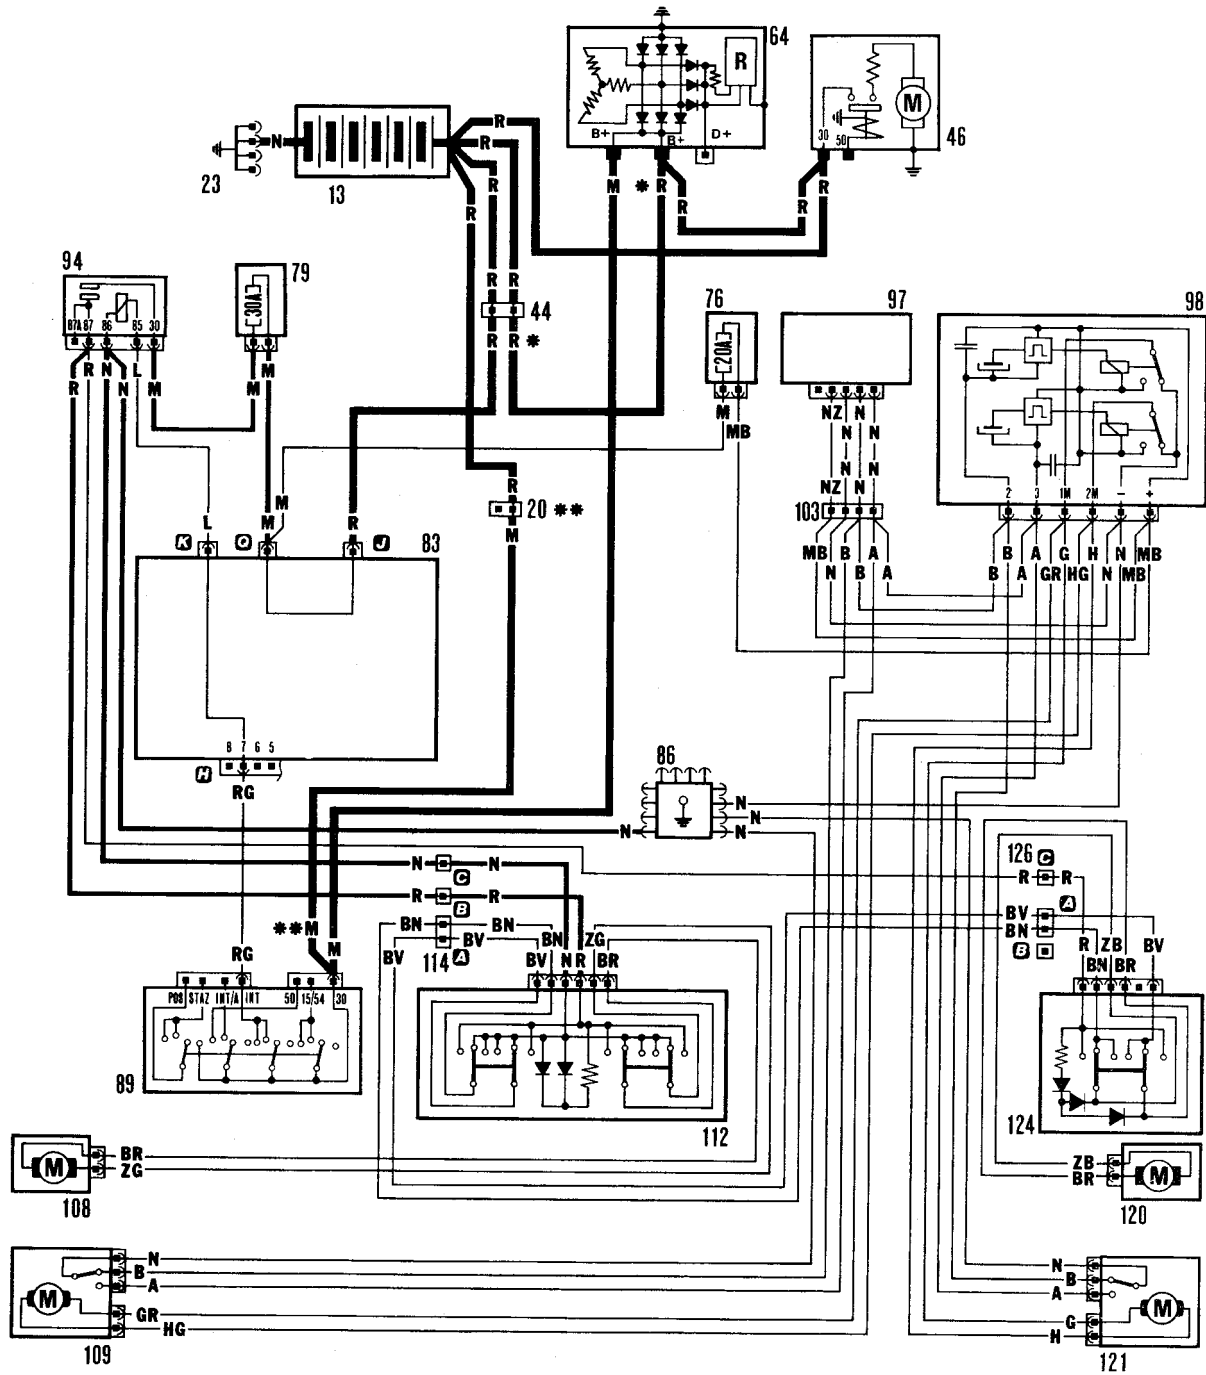 64
R
B+ B+ D+
M
30 50
46
23
N
13
R
R
R
R
M
*
R
R
R
R
94
79
30A
87A 87 86 85 30
R
R
44
R
R
*
76
20A
97
98
R
R
N
N
L
M
M
M
M
MB
NZ N
N N
N N
NZ N
2 3 1M 2M — +
M
M
L
R
R
M
20 **
103
K
O
J
83
MB N B B A A
B B A A GR G HG H N N MB MB
8 7 6 5
H
RG
86
N
N
N
N
N
C
N
R
B
R
BN
BN
BV
BV
114
A
**
M
M
RG
BN
ZG
BV
N
R
BR
126
C
R
R
A
BV
BN
B
R
BN
ZB
BR
BV
POS STAZ INT/A INT 50 15/54 30
89
112
124
108
M
BR
ZG
ZB
BR
M
120
109
M
N
B
A
GR
HG
N
B
A
G
H
M
121